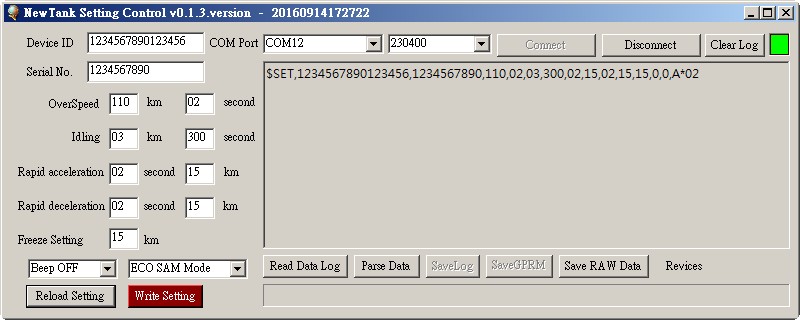 NewTank Setting Control v0.1.3.version - 20160914172722
Device ID 1234567890123456 COM Port COM12 230400 Connect Disconnect Clear Log
Serial No. 1234567890
$SET,1234567890123456,1234567890,110,02,03,300,02,15,02,15,15,0,0,A*02
OverSpeed 110 km 02 second
Idling 03 km 300 second
Rapid acceleration 02 second 15 km
Rapid deceleration 02 second 15 km
Freeze Setting 15 km
Beep OFF ECO SAM Mode Read Data Log Parse Data SaveLog SaveGPRM Save RAW Data Revices
Reload Setting Write Setting